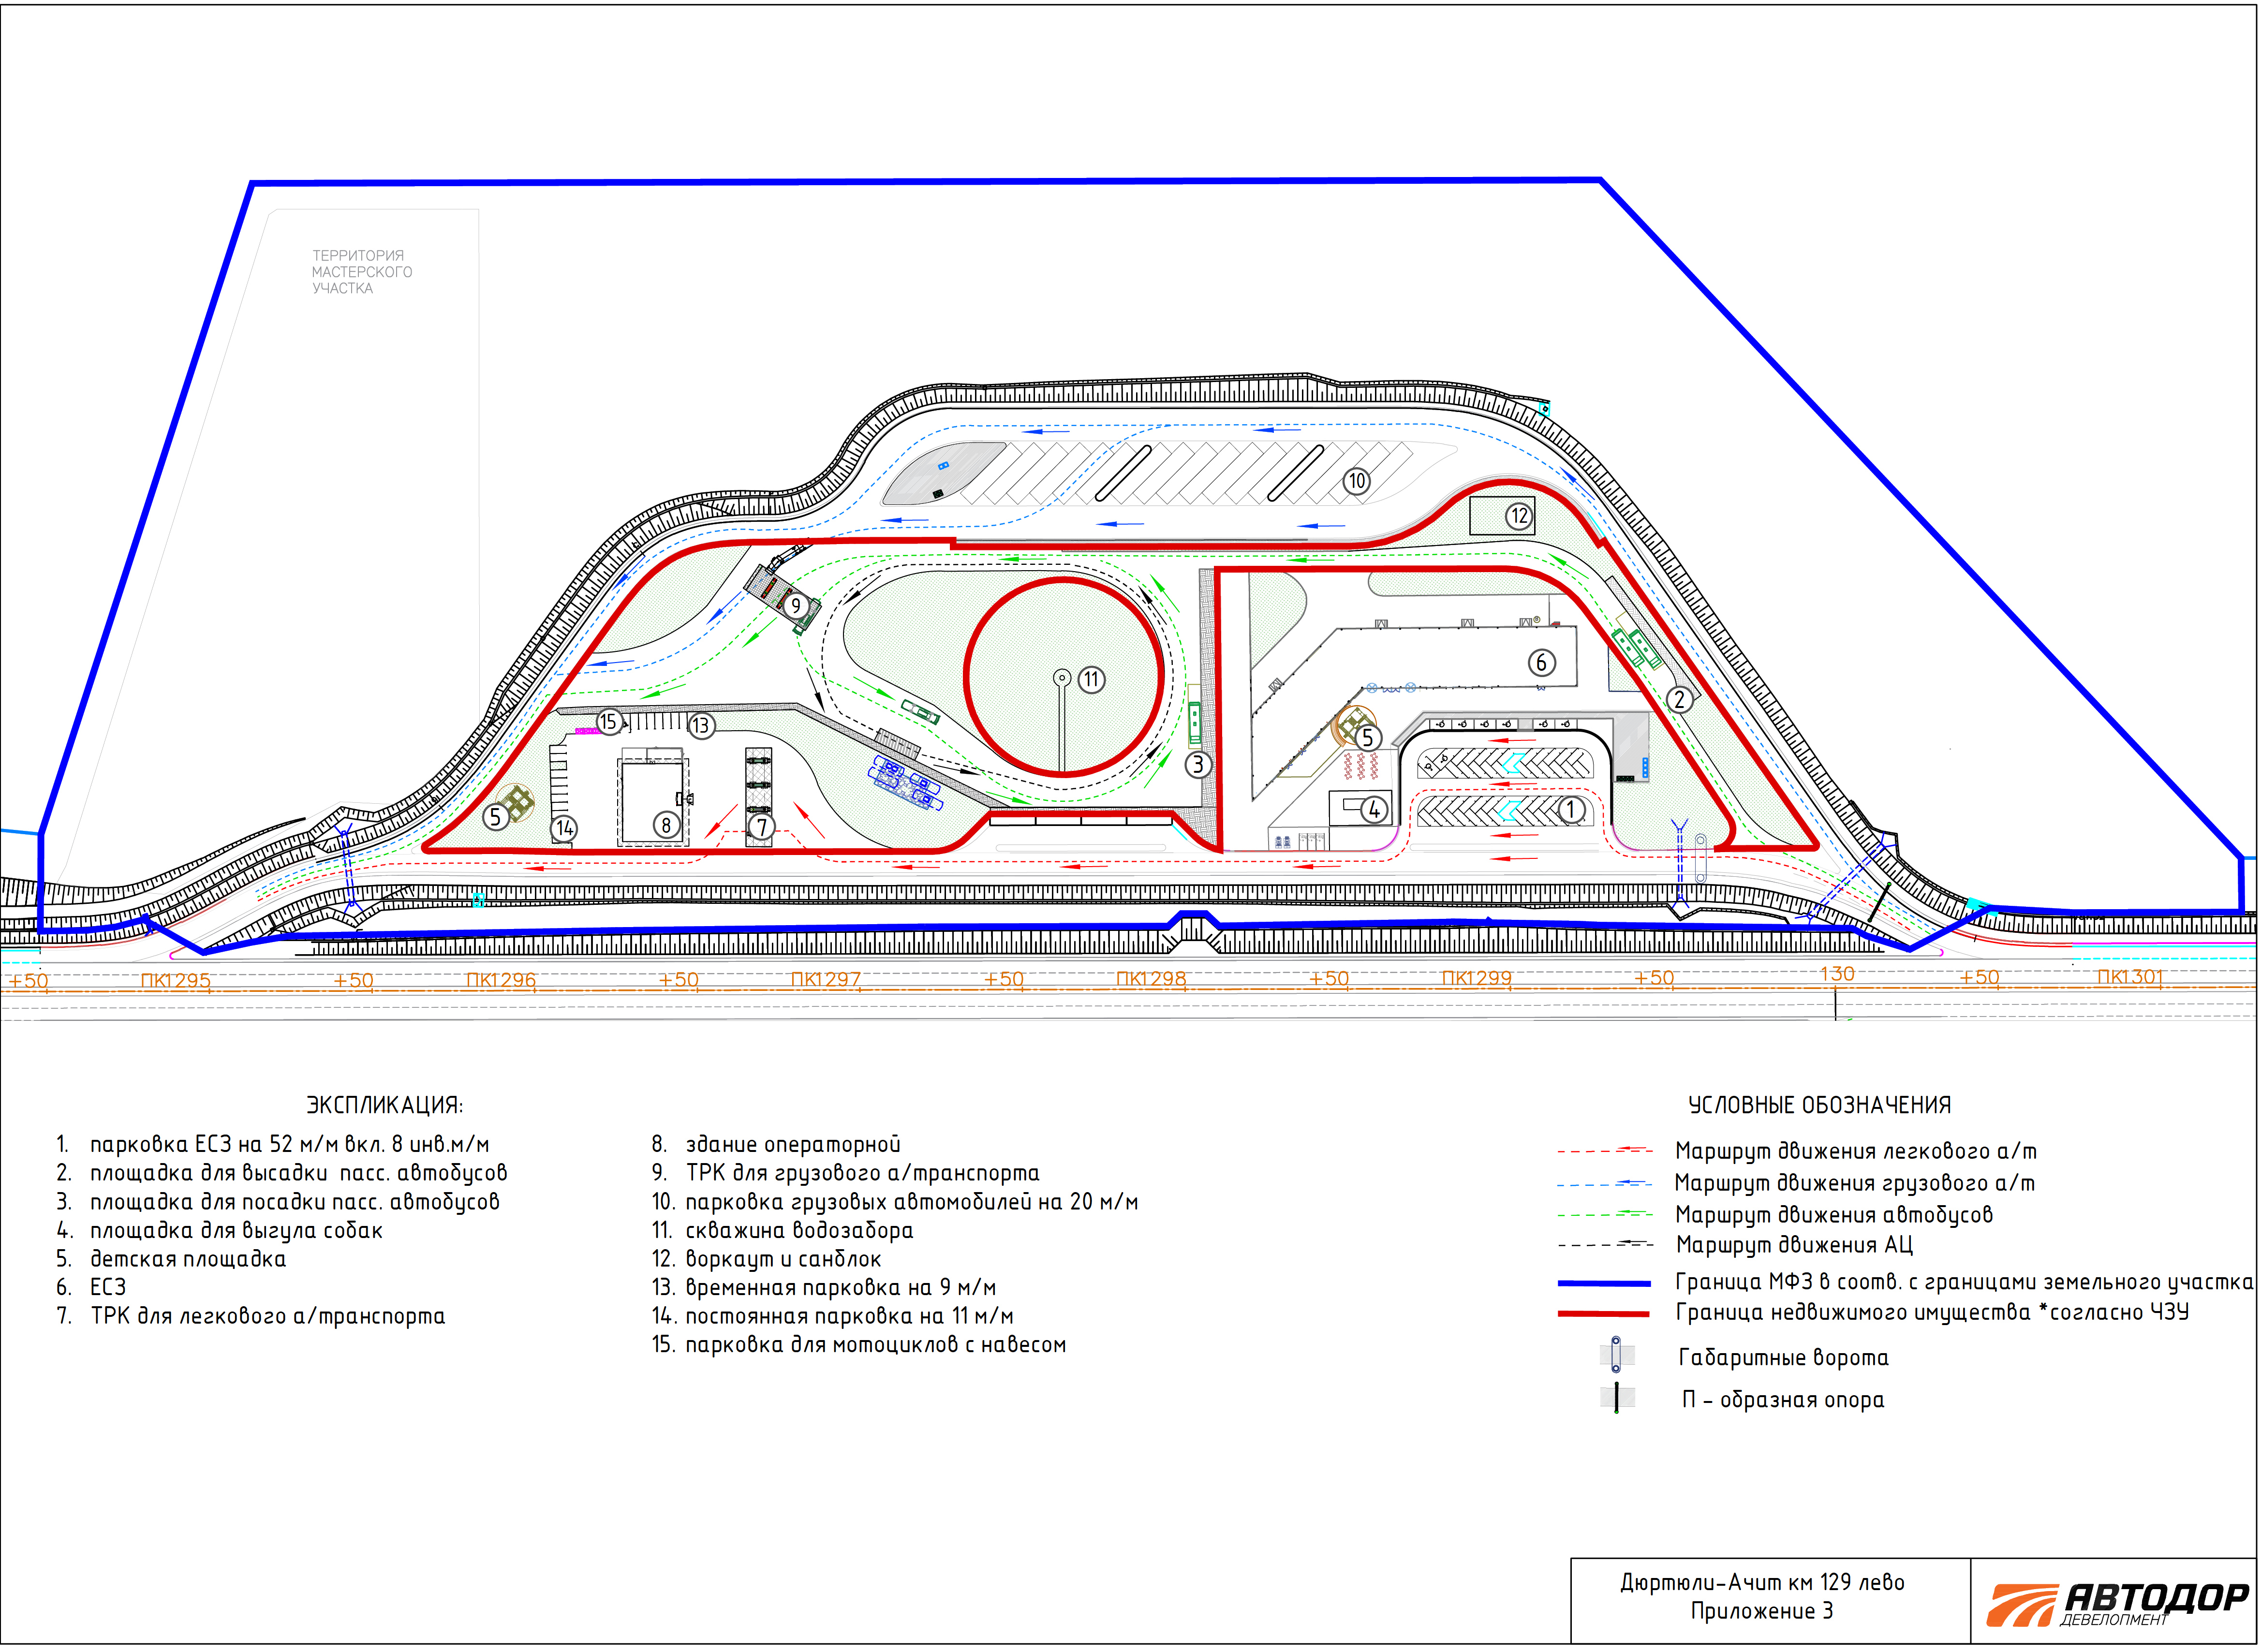 ТЕРРИТОРИЯ
МАСТЕРСКОГО
УЧАСТКА
10
12
9
11
6
2
15
13
5
3
5
14
8
7
4
1
+50
ПК1295
+50
ПК1296
+50
ПК1297
+50
ПК1298
+50
ПК1299
+50
130
+50
ПК1301
ЭКСПЛИКАЦИЯ:
1. парковка ЕСЗ на 52 м/м вкл. 8 инв.м/м
2. площадка для высадки пасс. автобусов
3. площадка для посадки пасс. автобусов
4. площадка для выгула собак
5. детская площадка
6. ЕСЗ
7. ТРК для легкового а/транспорта
8. здание операторной
9. ТРК для грузового а/транспорта
10. парковка грузовых автомобилей на 20 м/м
11. скважина водозабора
12. воркаут и санблок
13. временная парковка на 9 м/м
14. постоянная парковка на 11 м/м
15. парковка для мотоциклов с навесом
УСЛОВНЫЕ ОБОЗНАЧЕНИЯ
Маршрут движения легкового а/т
Маршрут движения грузового а/т
Маршрут движения автобусов
Маршрут движения АЦ
Граница МФЗ в соотв. с границами земельного участка
Граница недвижимого имущества *согласно ЧЗУ
Габаритные ворота
П - образная опора
Дюртюли-Ачит км 129 лево
Приложение 3
АВТОДОР
ДЕВЕЛОПМЕНТ